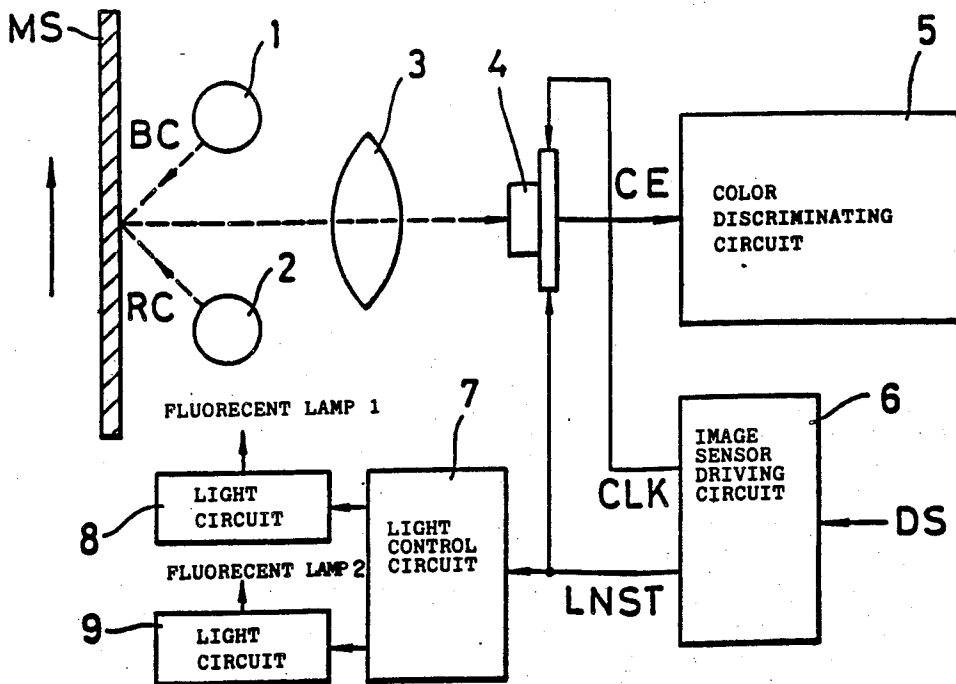 MS
1
3
4
5
BC
CE
COLOR
DISCRIMINATING
CIRCUIT
2
RC
FLUORECENT LAMP 1
7
6
IMAGE
SENSOR
DRIVING
CIRCUIT
LIGHT
CIRCUIT
8
LIGHT
CONTROL
CIRCUIT
CLK
DS
FLUORECENT LAMP 2
LNST
9
LIGHT
CIRCUIT